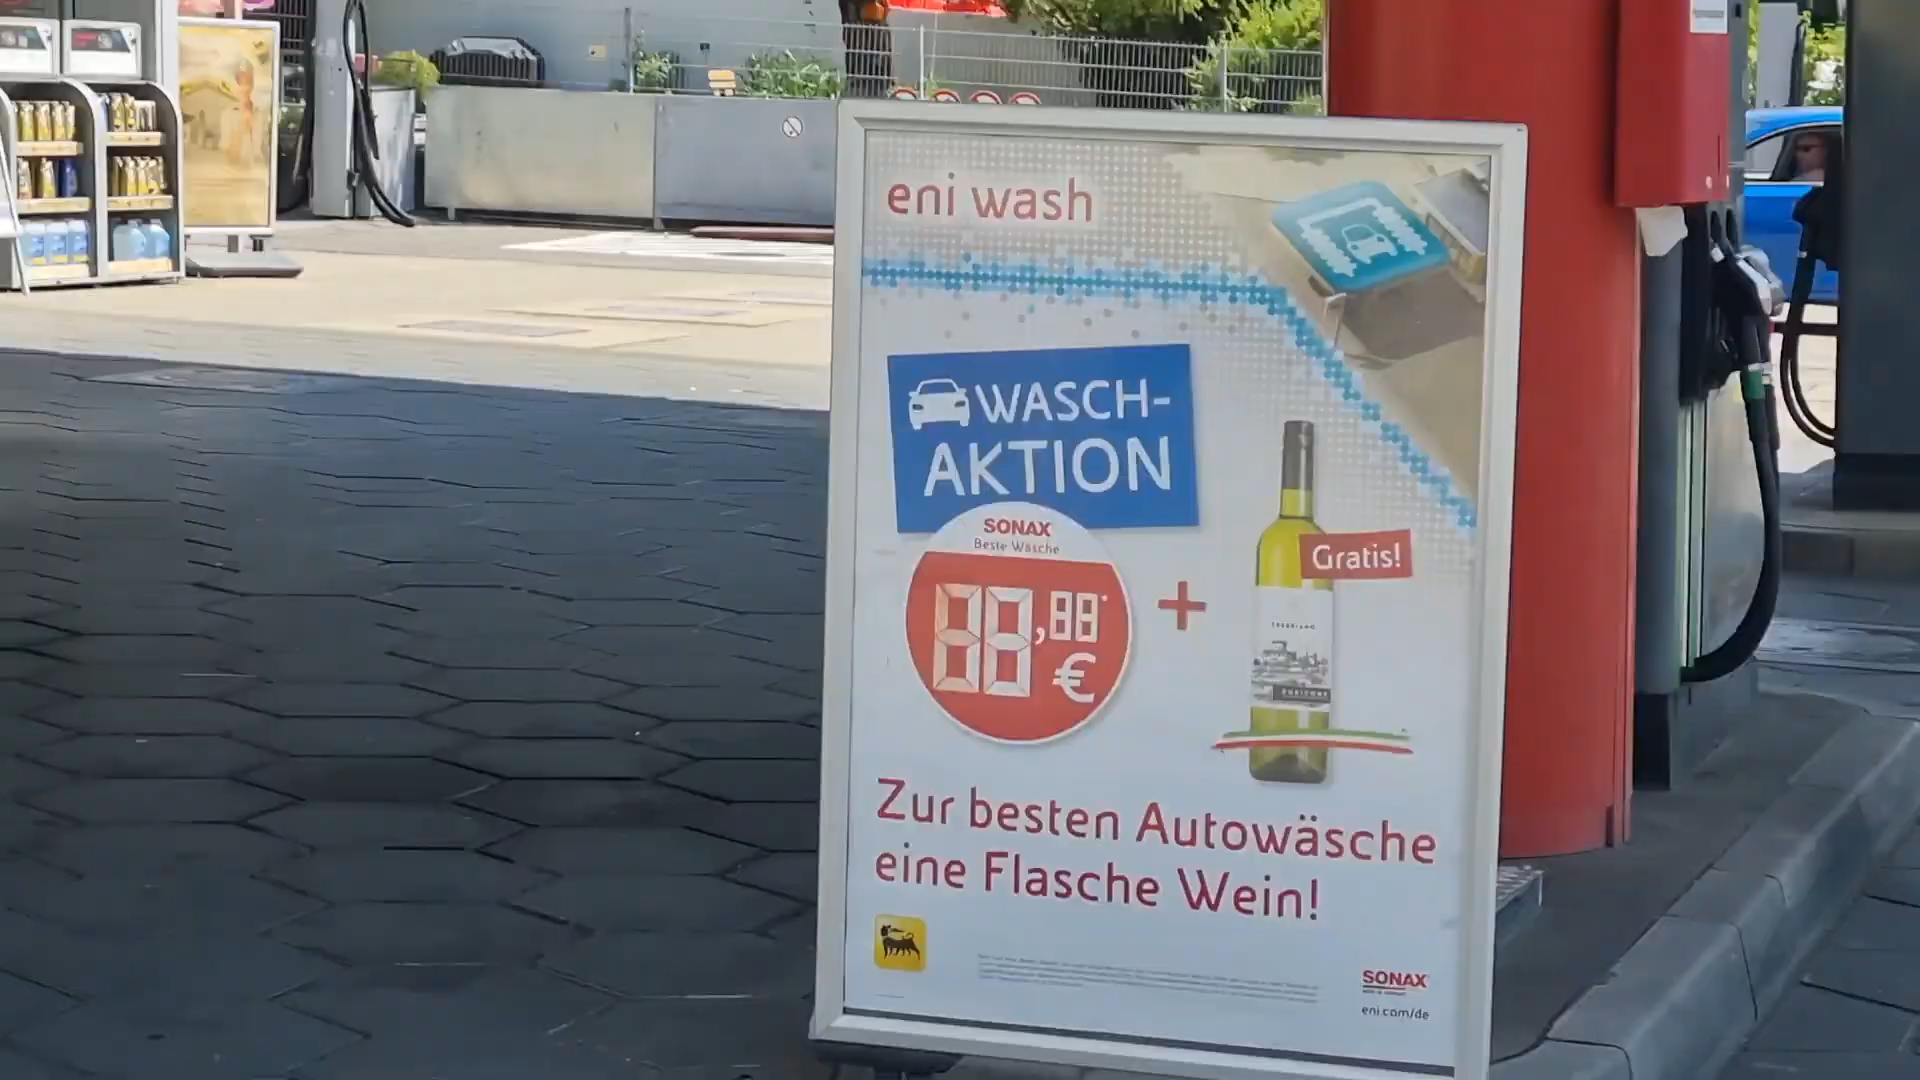 eni wash
WASCH-
AKTION
SONAX
Beste Wäsche
88,88*
€
+
Gratis!
Zur besten Autowäsche
eine Flasche Wein!
SONAX
eni.com/de